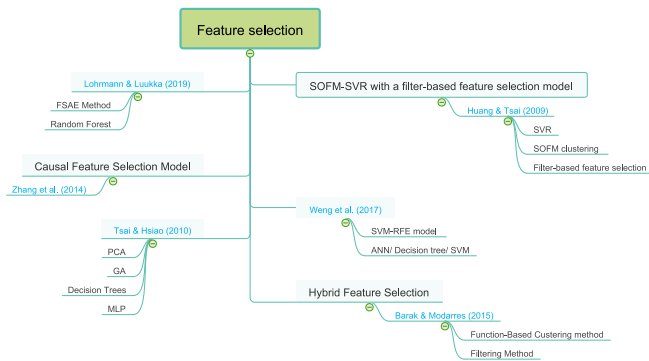 Feature selection
Lohrmann & Luukka (2019)
FSAE Method
Random Forest
Causal Feature Selection Model
Zhang et al. (2014)
Tsai & Hsiao (2010)
PCA
GA
Decision Trees
MLP
SOFM-SVR with a filter-based feature selection model
Huang & Tsai (2009)
SVR
SOFM clustering
Filter-based feature selection
Weng et al. (2017)
SVM-RFE model
ANN/ Decision tree/ SVM
Hybrid Feature Selection
Barak & Modarres (2015)
Function-Based Custering method
Filtering Method